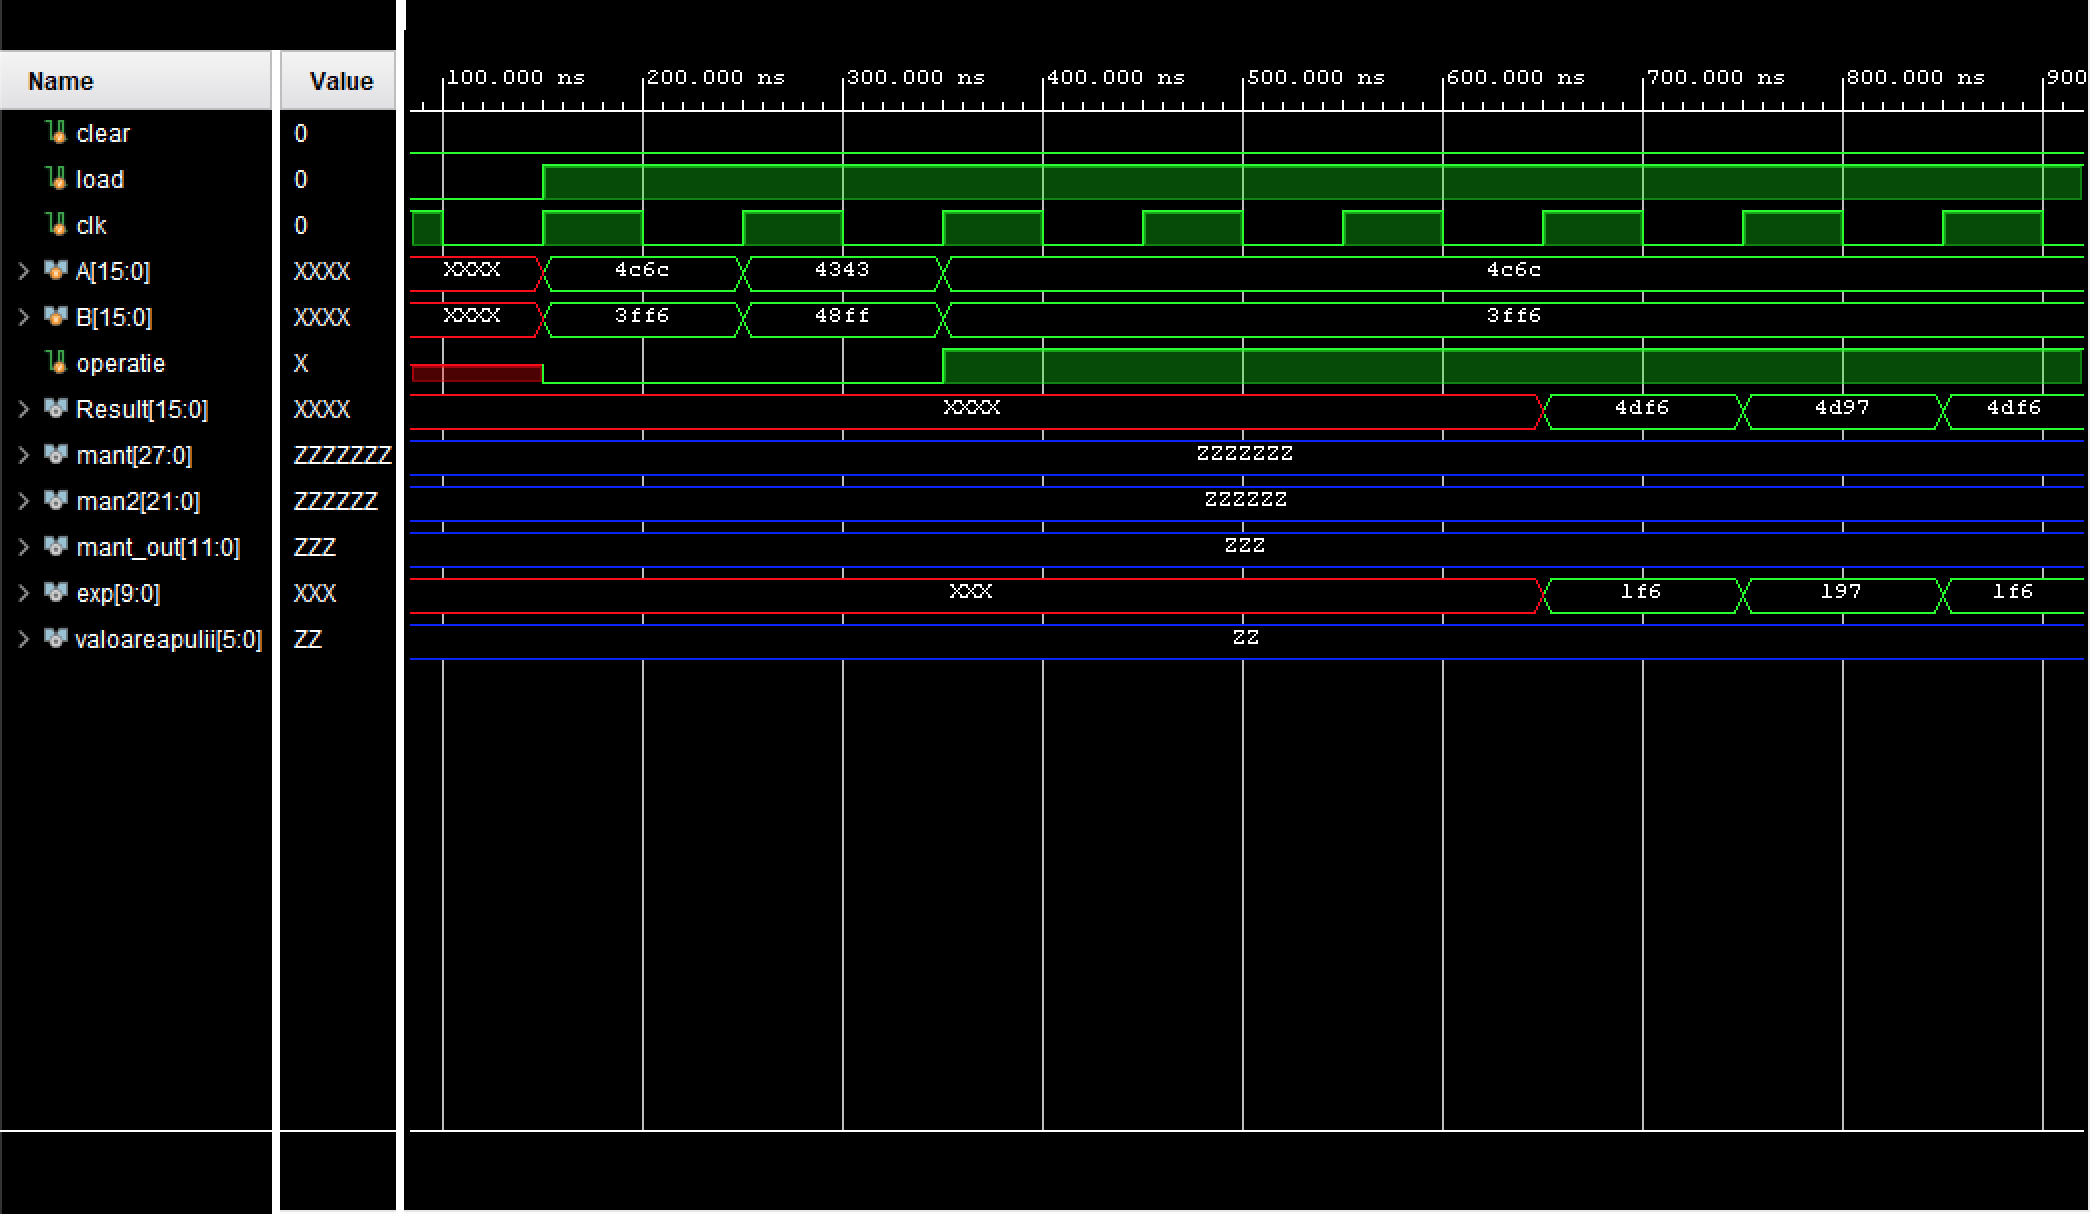 100.000 ns 200.000 ns 300.000 ns 400.000 ns 500.000 ns 600.000 ns 700.000 ns 800.000 ns 900
Name Value
clear 0
load 0
clk 0
A[15:0] XXXX XXXX 4c6c 4343 4c6c
B[15:0] XXXX XXXX 3ff6 48ff 3ff6
operatie X
Result[15:0] XXXX XXXX 4df6 4d97 4df6
mant[27:0] ZZZZZZZ ZZZZZZZ
man2[21:0] ZZZZZZ ZZZZZZ
mant_out[11:0] ZZZ ZZZ
exp[9:0] XXX XXX 1f6 197 1f6
valoareapulii[5:0] ZZ ZZ